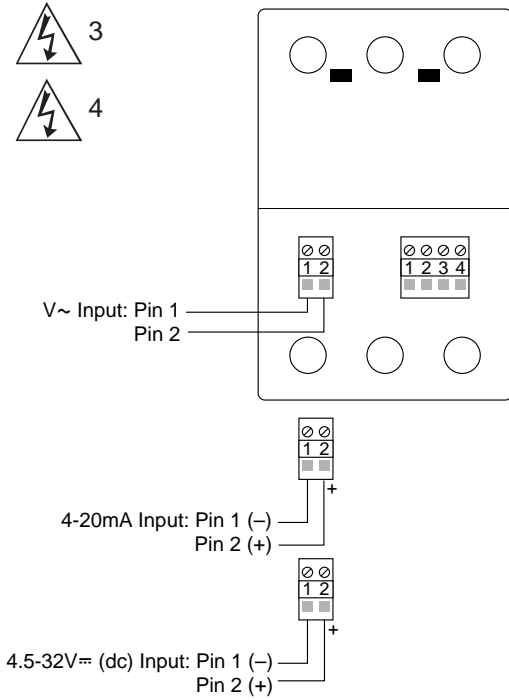 3
4
1 2
1 2 3 4
V~ Input: Pin 1
Pin 2
1 2
+
4-20mA Input: Pin 1 (–)
Pin 2 (+)
1 2
+
4.5-32V⎓ (dc) Input: Pin 1 (–)
Pin 2 (+)